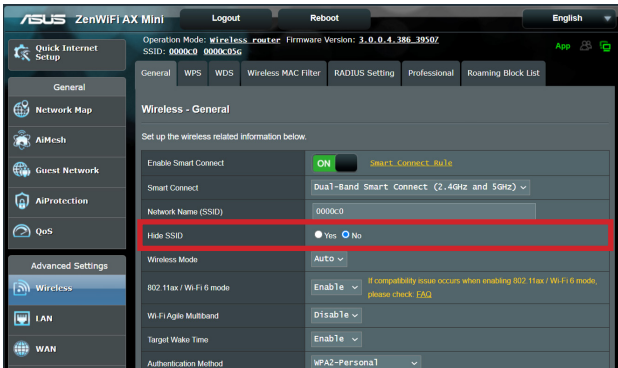 ASUS ZenWiFi AX Mini Logout Reboot English
Operation Mode: Wireless router Firmware Version: 3.0.0.4.386_39507
SSID: 0000c0 0000c05G App
Quick Internet Setup
General WPS WDS Wireless MAC Filter RADIUS Setting Professional Roaming Block List
General
Network Map
AiMesh
Guest Network
AiProtection
QoS
Advanced Settings
Wireless
LAN
WAN
Wireless - General
Set up the wireless related information below.
Enable Smart Connect ON Smart Connect Rule
Smart Connect Dual-Band Smart Connect (2.4GHz and 5GHz)
Network Name (SSID) 0000c0
Hide SSID Yes No
Wireless Mode Auto
802.11ax / Wi-Fi 6 mode Enable If compatibility issue occurs when enabling 802.11ax / Wi-Fi 6 mode,
please check: FAQ
Wi-Fi Agile Multiband Disable
Target Wake Time Enable
Authentication Method WPA2-Personal